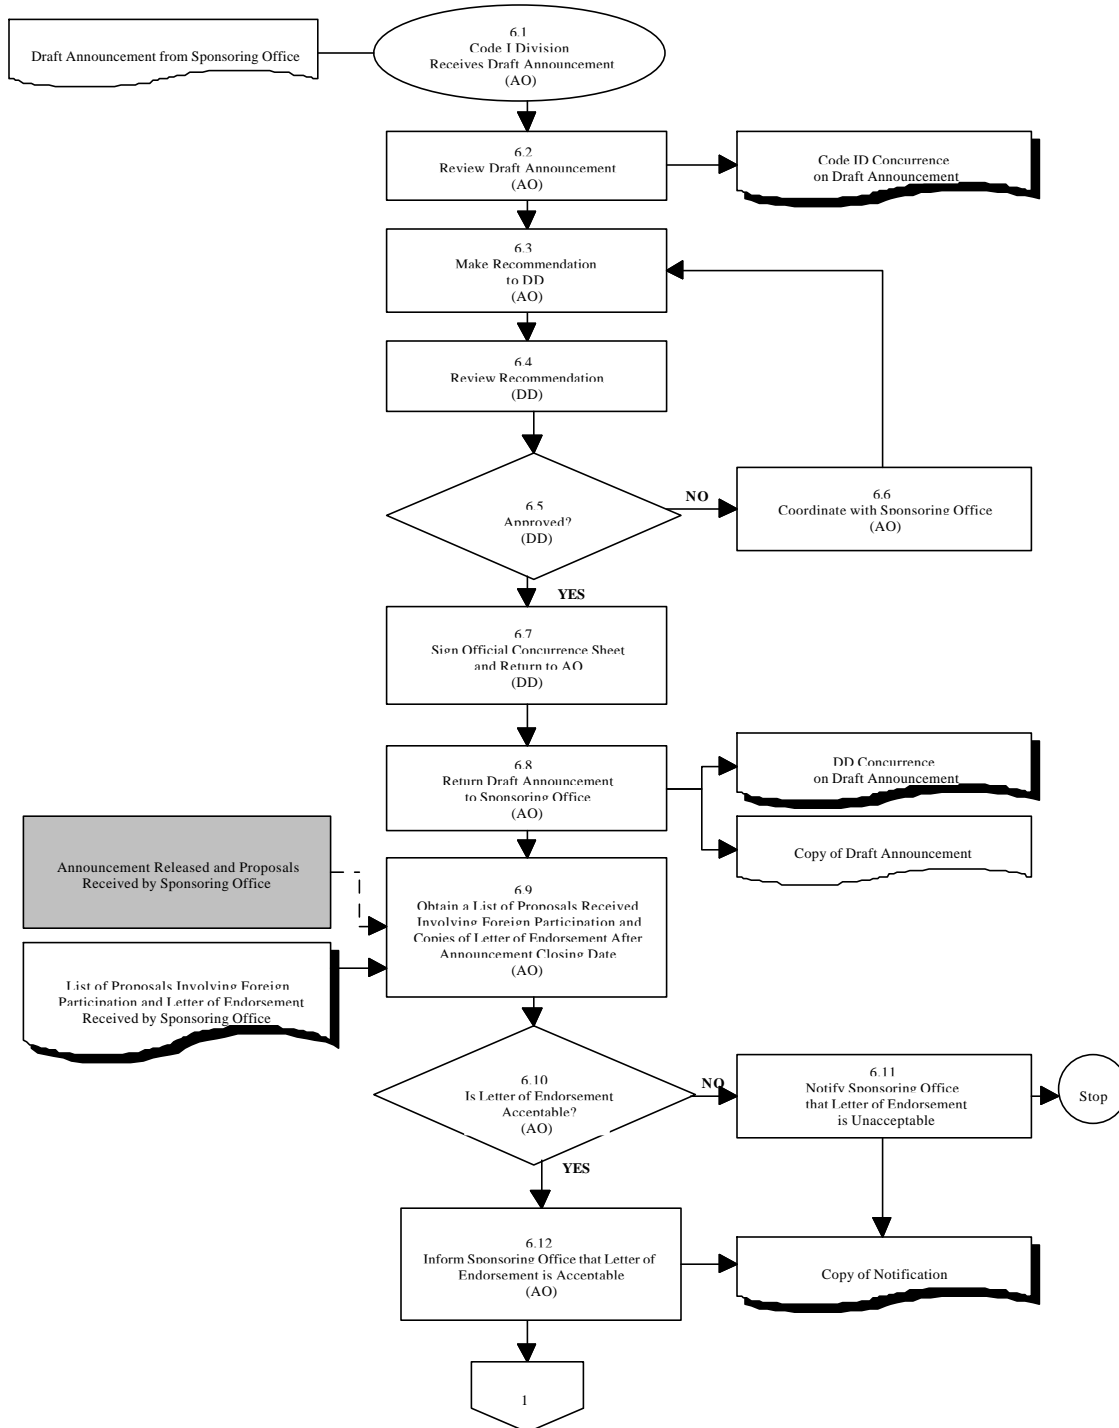 Draft Announcement from Sponsoring Office
6.1
Code I Division
Receives Draft Announcement
(AO)
6.2
Review Draft Announcement
(AO)
Code ID Concurrence
on Draft Announcement
6.3
Make Recommendation
to DD
(AO)
6.4
Review Recommendation
(DD)
6.5
Approved?
(DD)
NO
6.6
Coordinate with Sponsoring Office
(AO)
YES
6.7
Sign Official Concurrence Sheet
and Return to AO
(DD)
6.8
Return Draft Announcement
to Sponsoring Office
(AO)
DD Concurrence
on Draft Announcement
Copy of Draft Announcement
Announcement Released and Proposals
Received by Sponsoring Office
6.9
Obtain a List of Proposals Received
Involving Foreign Participation and
Copies of Letter of Endorsement After
Announcement Closing Date
(AO)
List of Proposals Involving Foreign
Participation and Letter of Endorsement
Received by Sponsoring Office
6.10
Is Letter of Endorsement
Acceptable?
(AO)
NO
6.11
Notify Sponsoring Office
that Letter of Endorsement
is Unacceptable
Stop
YES
6.12
Inform Sponsoring Office that Letter of
Endorsement is Acceptable
(AO)
Copy of Notification
1